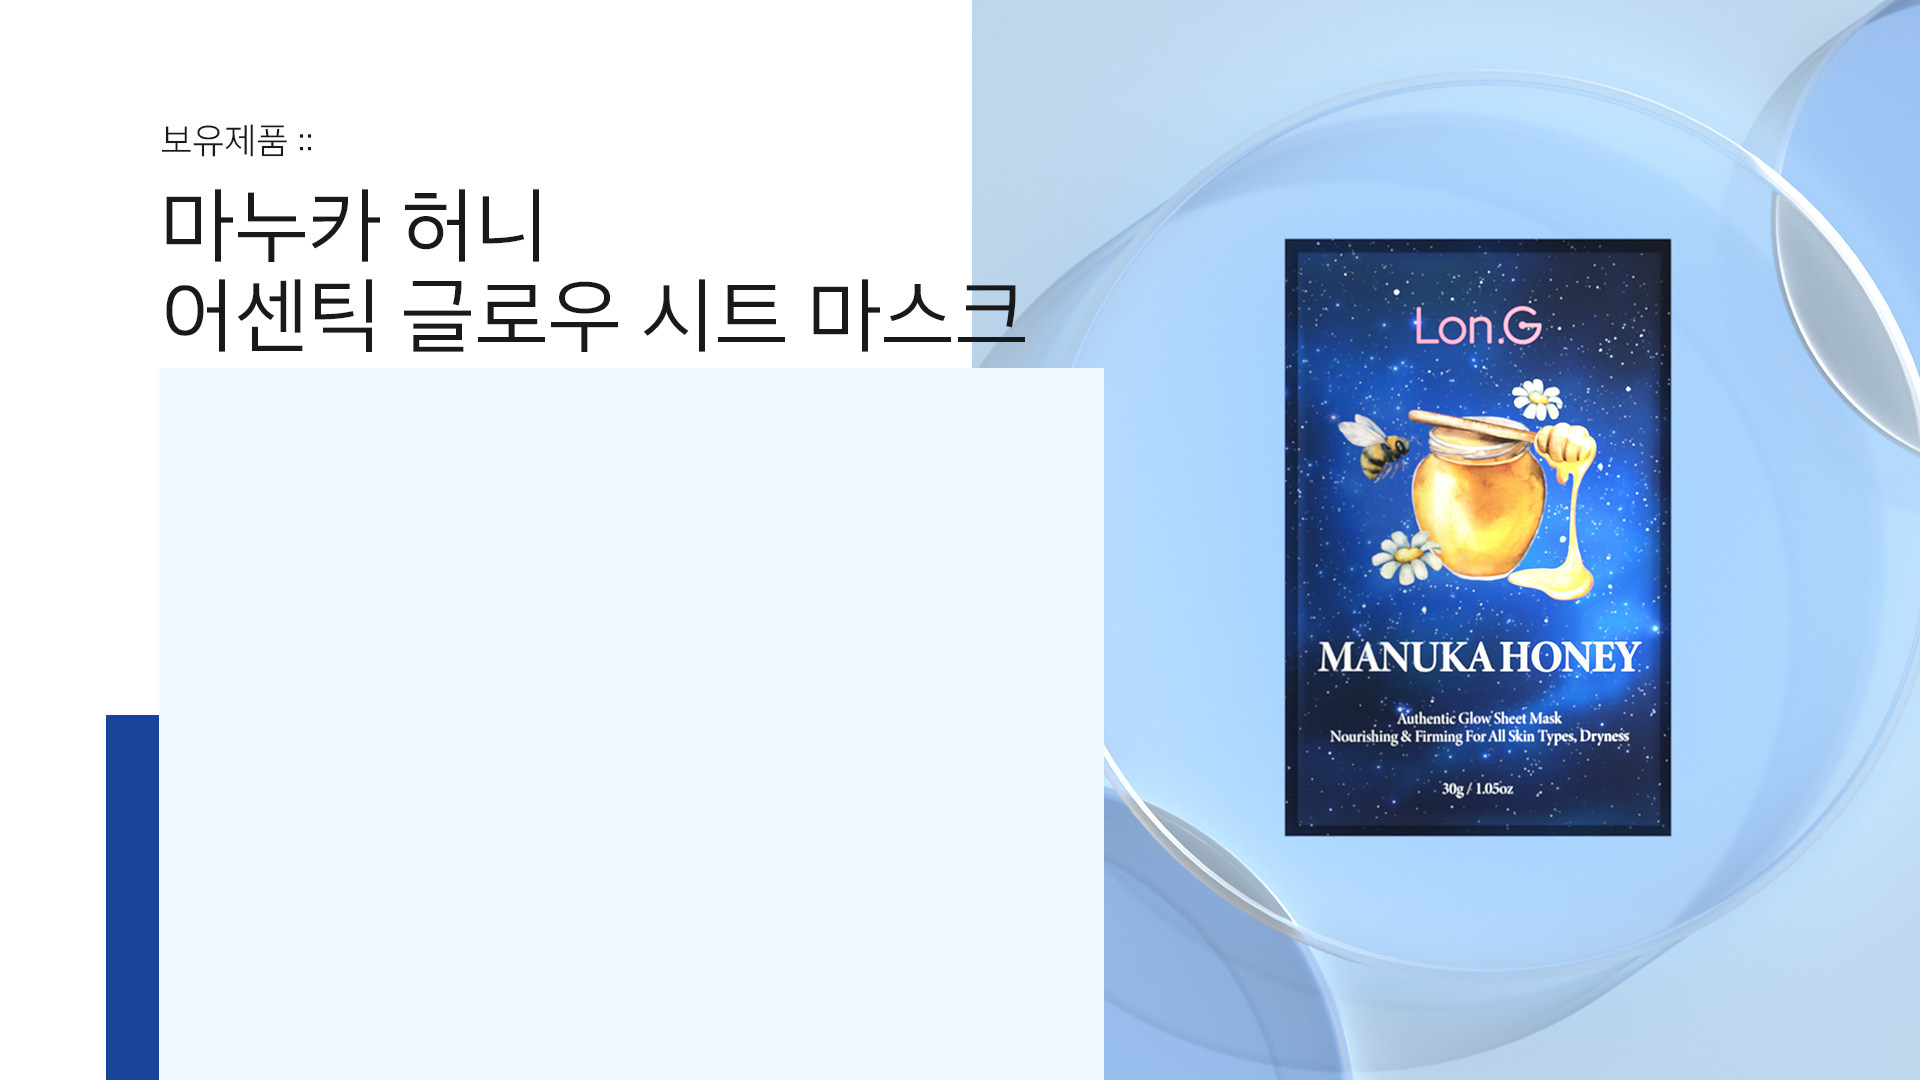 보유제품 ::
마누카 허니
어센틱 글로우 시트 마스크
Lon.G
MANUKA HONEY
Authentic Glow Sheet Mask
Nourishing & Firming For All Skin Types, Dryness
30g / 1.05oz